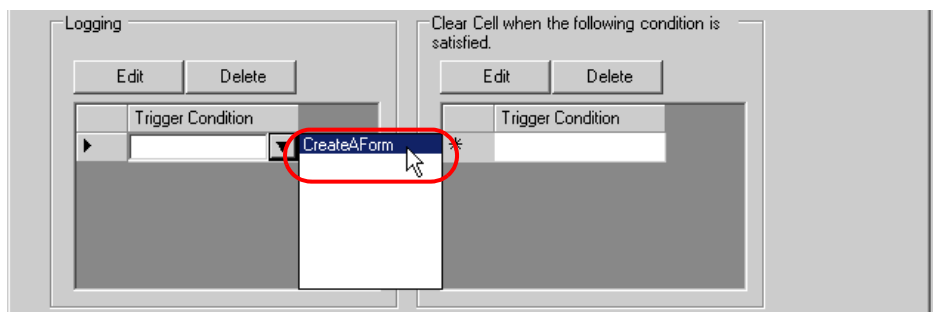 Logging
Edit
Delete
Trigger Condition
CreateAForm
Clear Cell when the following condition is
satisfied.
Edit
Delete
Trigger Condition